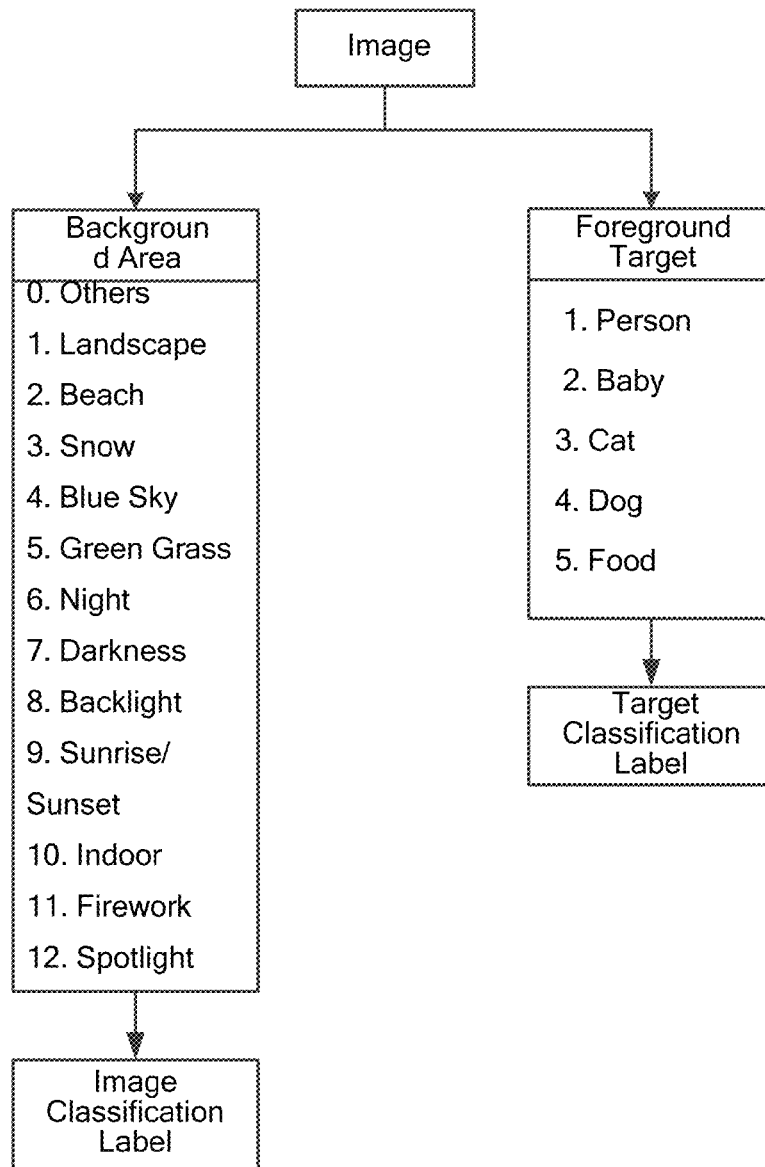 Image
Backgroun
d Area
0. Others
1. Landscape
2. Beach
3. Snow
4. Blue Sky
5. Green Grass
6. Night
7. Darkness
8. Backlight
9. Sunrise/
Sunset
10. Indoor
11. Firework
12. Spotlight
Image
Classification
Label
Foreground
Target
1. Person
2. Baby
3. Cat
4. Dog
5. Food
Target
Classification
Label